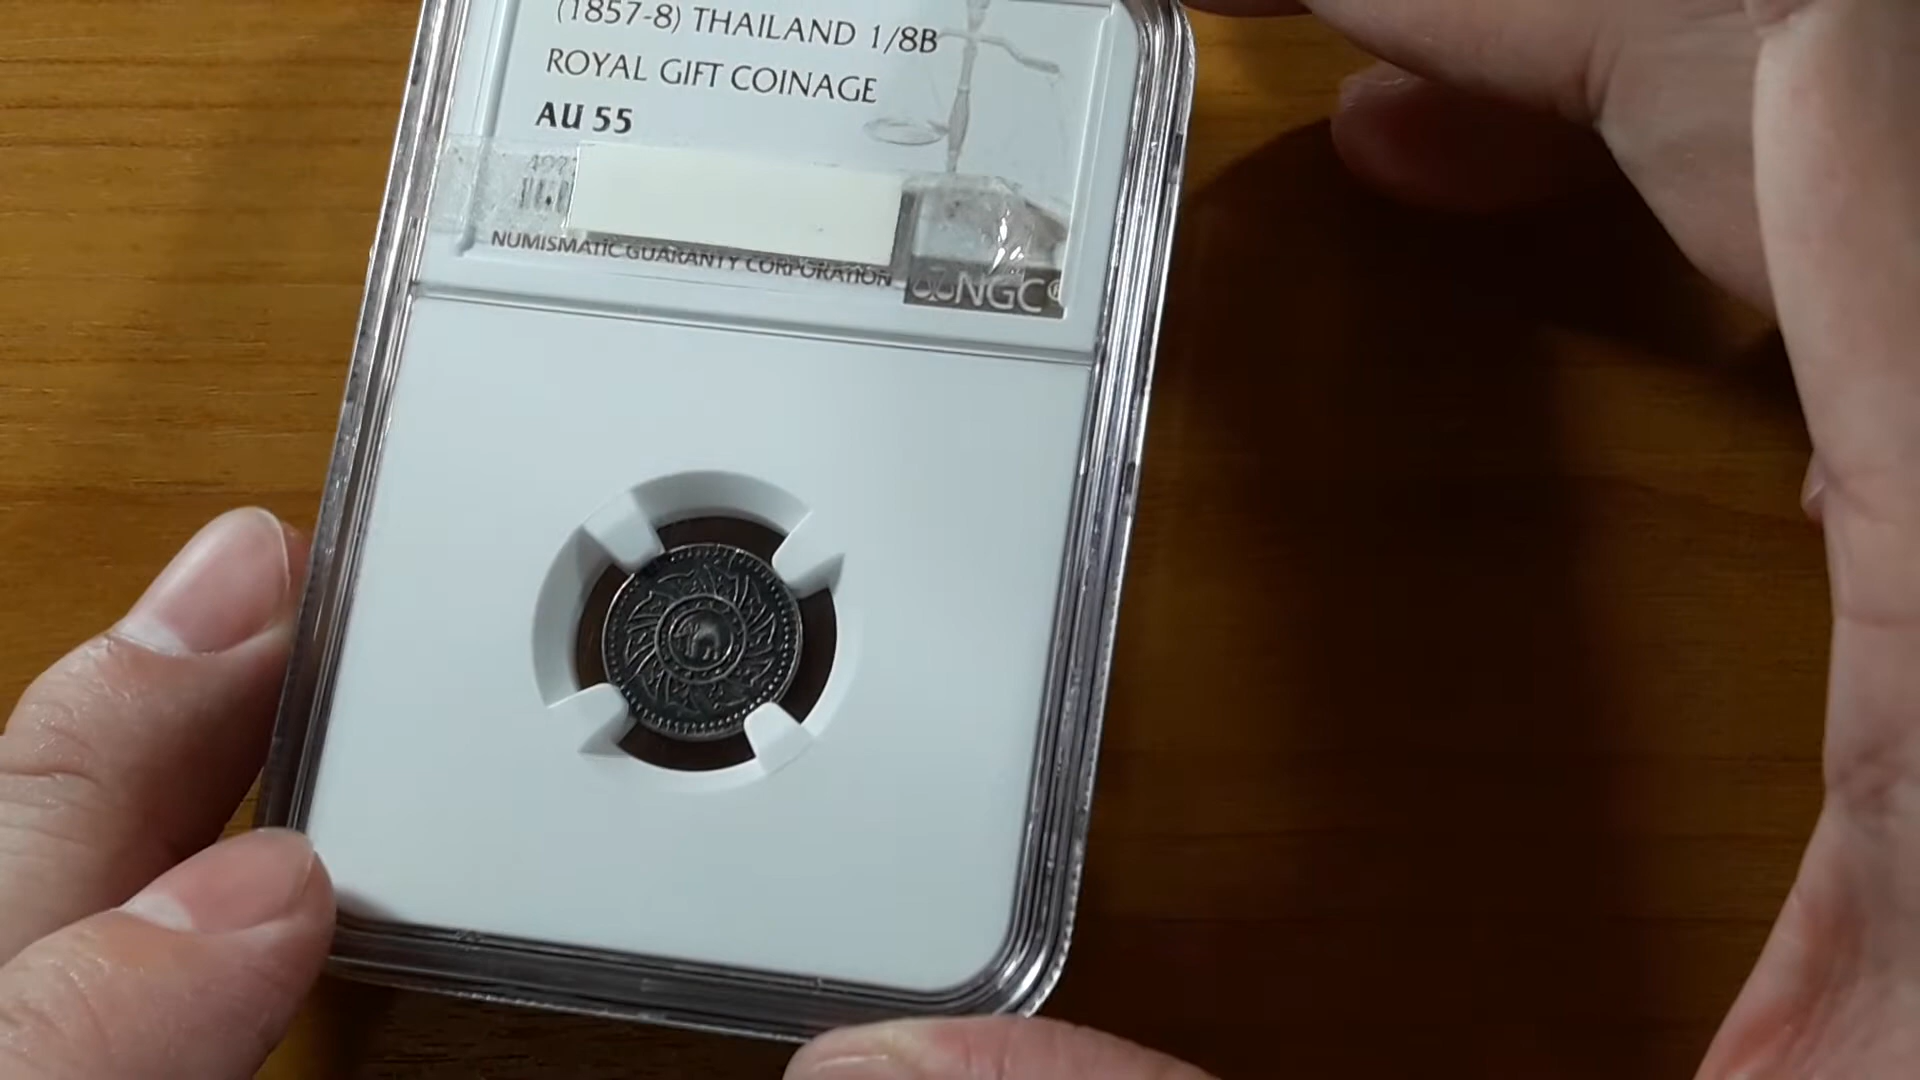 (1857-8) THAILAND 1/8B
ROYAL GIFT COINAGE
AU 55
NUMISMATIC GUARANTY CORPORATION
NGC®